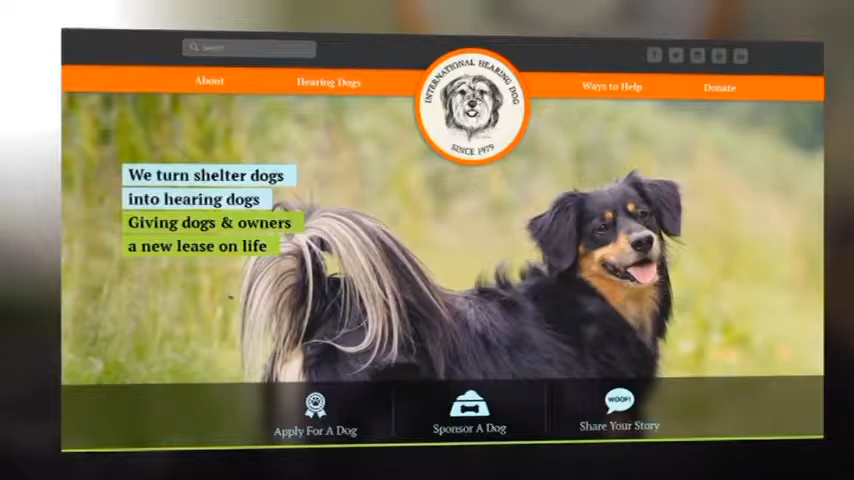 Search
About
Hearing Dogs
INTERNATIONAL HEARING DOG
SINCE 1979
Ways to Help
Donate
We turn shelter dogs
into hearing dogs
Giving dogs & owners
a new lease on life
Apply For A Dog
Sponsor A Dog
WOOF!
Share Your Story